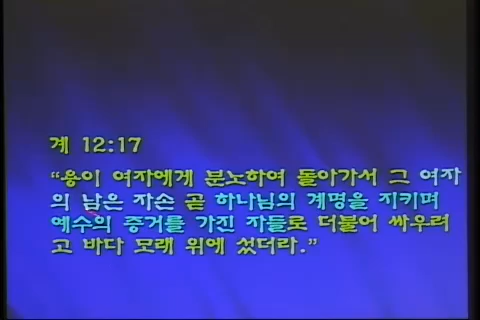 계 12:17
“용이 여자에게 분노하여 돌아가서 그 여자
의 남은 자손 곧 하나님의 계명을 지키며
예수의 증거를 가진 자들로 더불어 싸우려
고 바다 모래 위에 섰더라.”